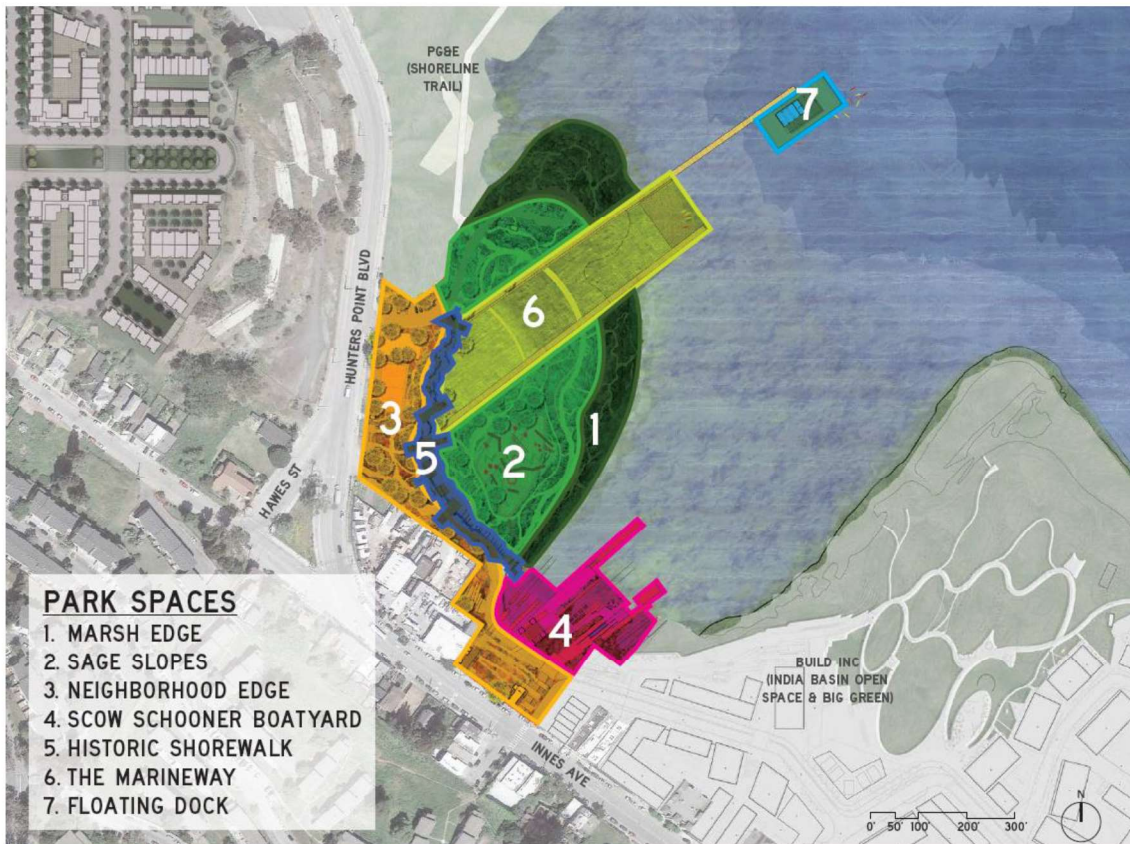 PG&E
(SHORELINE
TRAIL)
7
HUNTERS POINT BLVD
6
3
5
2
1
HAWES ST
4
PARK SPACES
1. MARSH EDGE
2. SAGE SLOPES
3. NEIGHBORHOOD EDGE
4. SCOW SCHOONER BOATYARD
5. HISTORIC SHOREWALK
6. THE MARINEWAY
7. FLOATING DOCK
BUILD INC
(INDIA BASIN OPEN
SPACE & BIG GREEN)
INNES AVE
N
0' 50' 100' 200' 300'